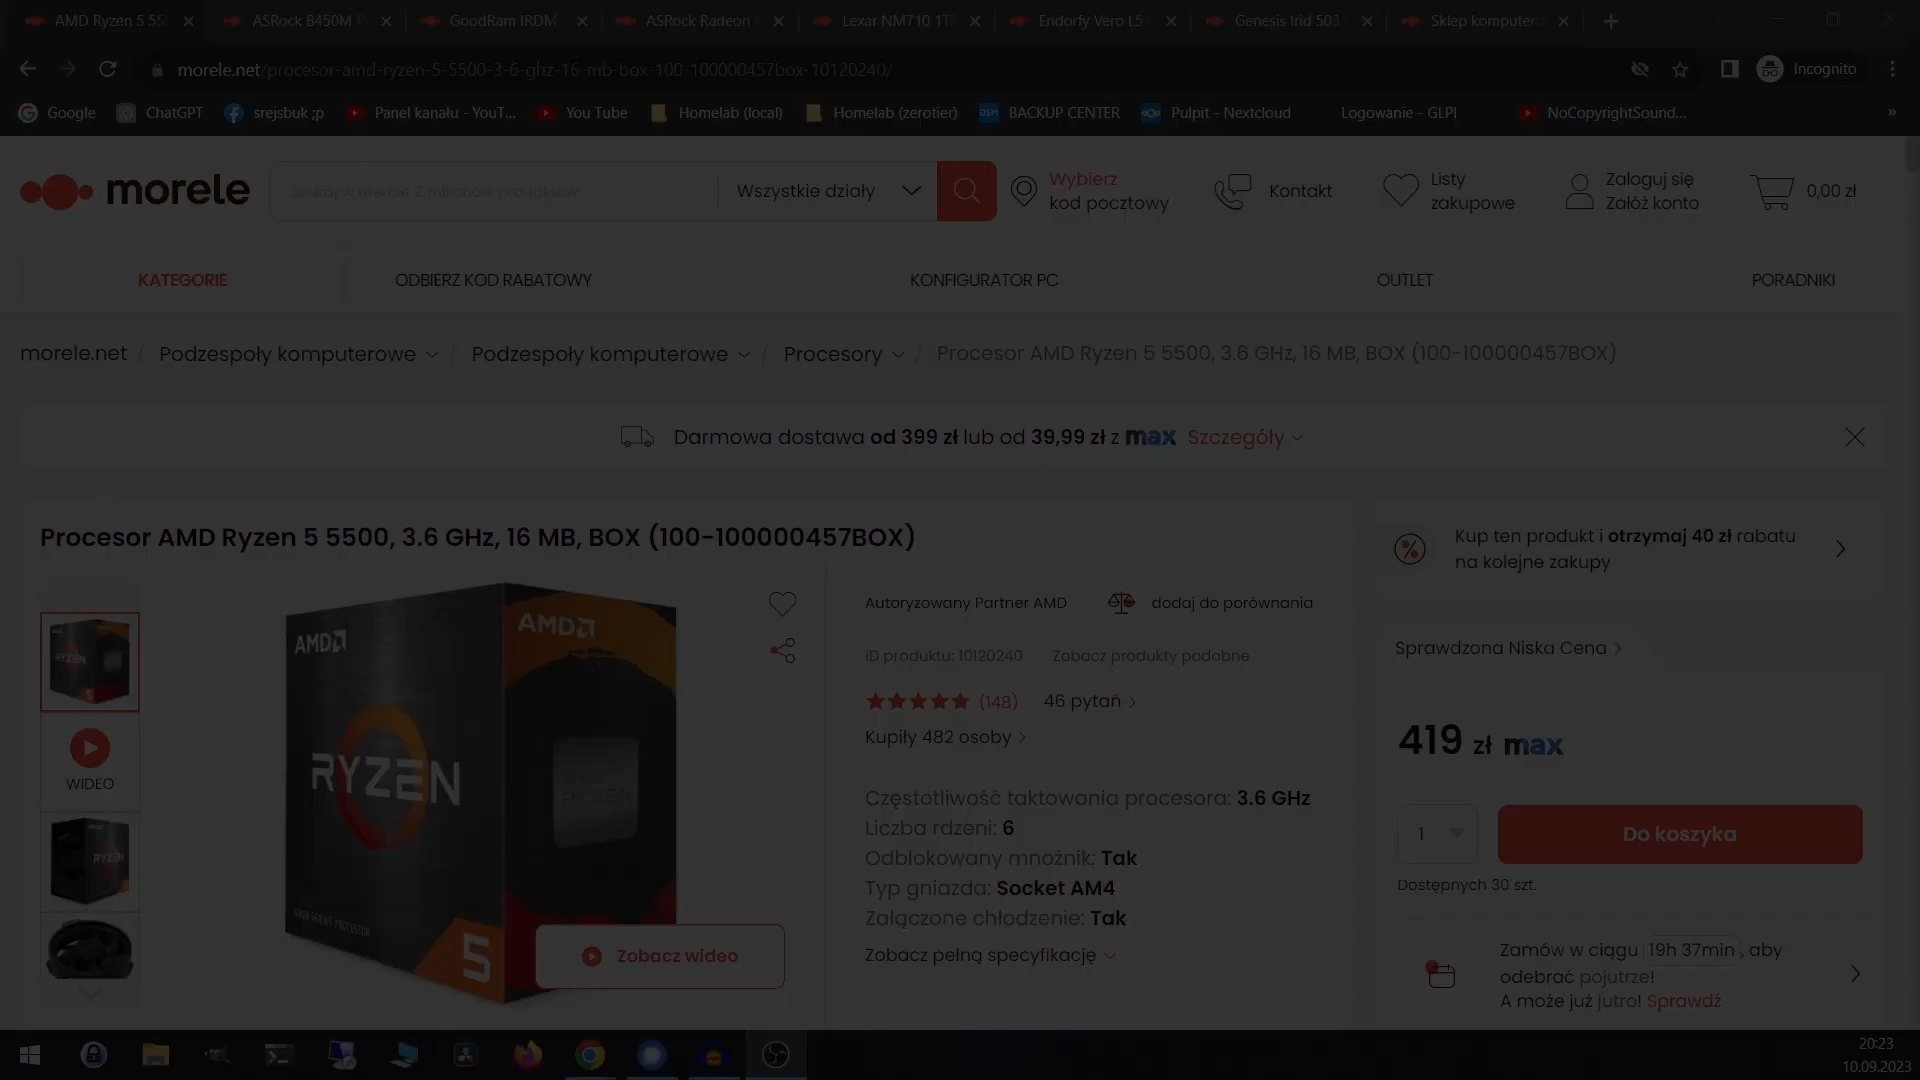 AMD Ryzen 5 55
ASRock B450M P
GoodRam IRDM
ASRock Radeon
Lexar NM710 1TB
Endorfy Vero L5
Genesis Irid 503
Sklep komputero
morele.net/procesor-amd-ryzen-5-5500-3-6-ghz-16-mb-box-100-100000457box-10120240/
Incognito
Google
ChatGPT
srejsbuk ;p
Panel kanału - YouT...
You Tube
Homelab (local)
Homelab (zerotier)
BACKUP CENTER
Pulpit - Nextcloud
Logowanie - GLPI
NoCopyrightSound...
»
morele
Szukaj w ofercie 2 milionów produktów
Wszystkie działy
Wybierz
kod pocztowy
Kontakt
Listy
zakupowe
Zaloguj się
Załóż konto
0,00 zł
KATEGORIE
ODBIERZ KOD RABATOWY
KONFIGURATOR PC
OUTLET
PORADNIKI
morele.net / Podzespoły komputerowe / Podzespoły komputerowe / Procesory / Procesor AMD Ryzen 5 5500, 3.6 GHz, 16 MB, BOX (100-100000457BOX)
Darmowa dostawa od 399 zł lub od 39,99 zł z max Szczegóły
Procesor AMD Ryzen 5 5500, 3.6 GHz, 16 MB, BOX (100-100000457BOX)
WIDEO
AMD
AMD
RYZEN
5
Zobacz wideo
Autoryzowany Partner AMD
dodaj do porównania
ID produktu: 10120240
Zobacz produkty podobne
(148)
46 pytań
Kupiły 482 osoby
Częstotliwość taktowania procesora: 3.6 GHz
Liczba rdzeni: 6
Odblokowany mnożnik: Tak
Typ gniazda: Socket AM4
Załączone chłodzenie: Tak
Zobacz pełną specyfikację
Kup ten produkt i otrzymaj 40 zł rabatu
na kolejne zakupy
Sprawdzona Niska Cena
419 zł max
1
Do koszyka
Dostępnych 30 szt.
Zamów w ciągu 19h 37min , aby
odebrać pojutrze!
A może już jutro! Sprawdź
20:23
10.09.2023